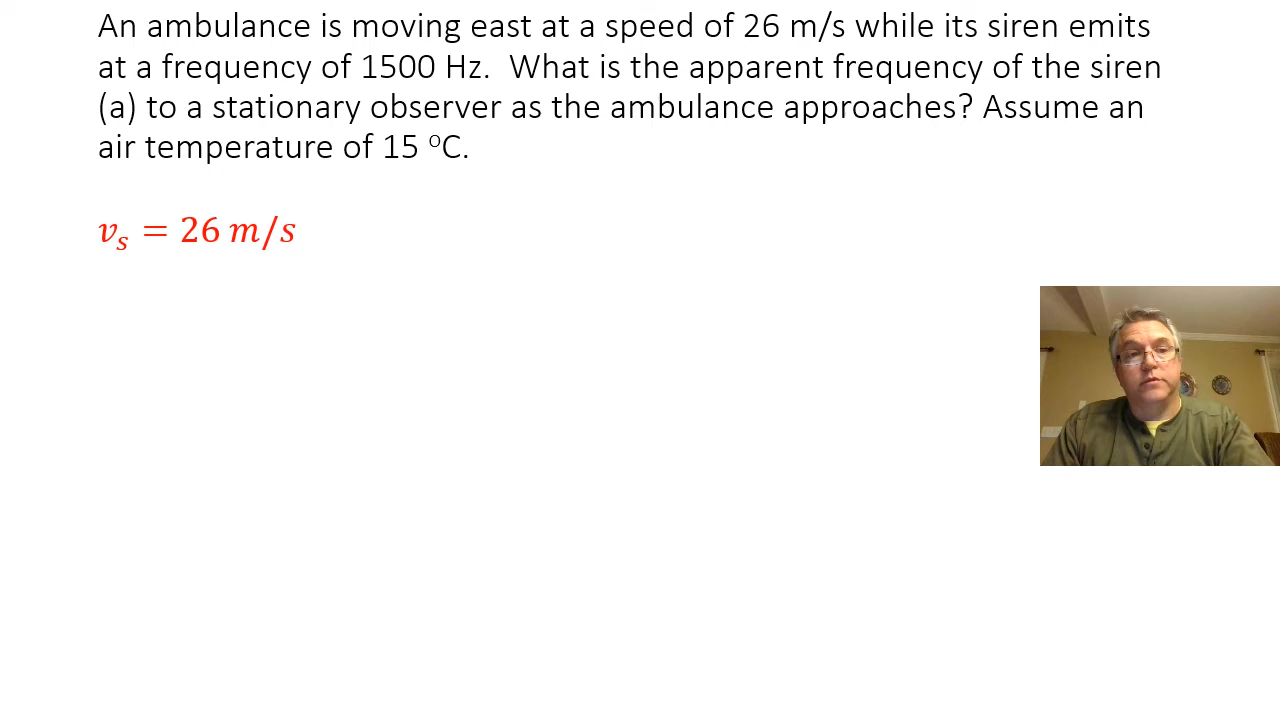 An ambulance is moving east at a speed of 26 m/s while its siren emits
at a frequency of 1500 Hz.  What is the apparent frequency of the siren
(a) to a stationary observer as the ambulance approaches? Assume an
air temperature of 15 ᴼC.
𝑣ₛ = 26 𝑚/𝑠